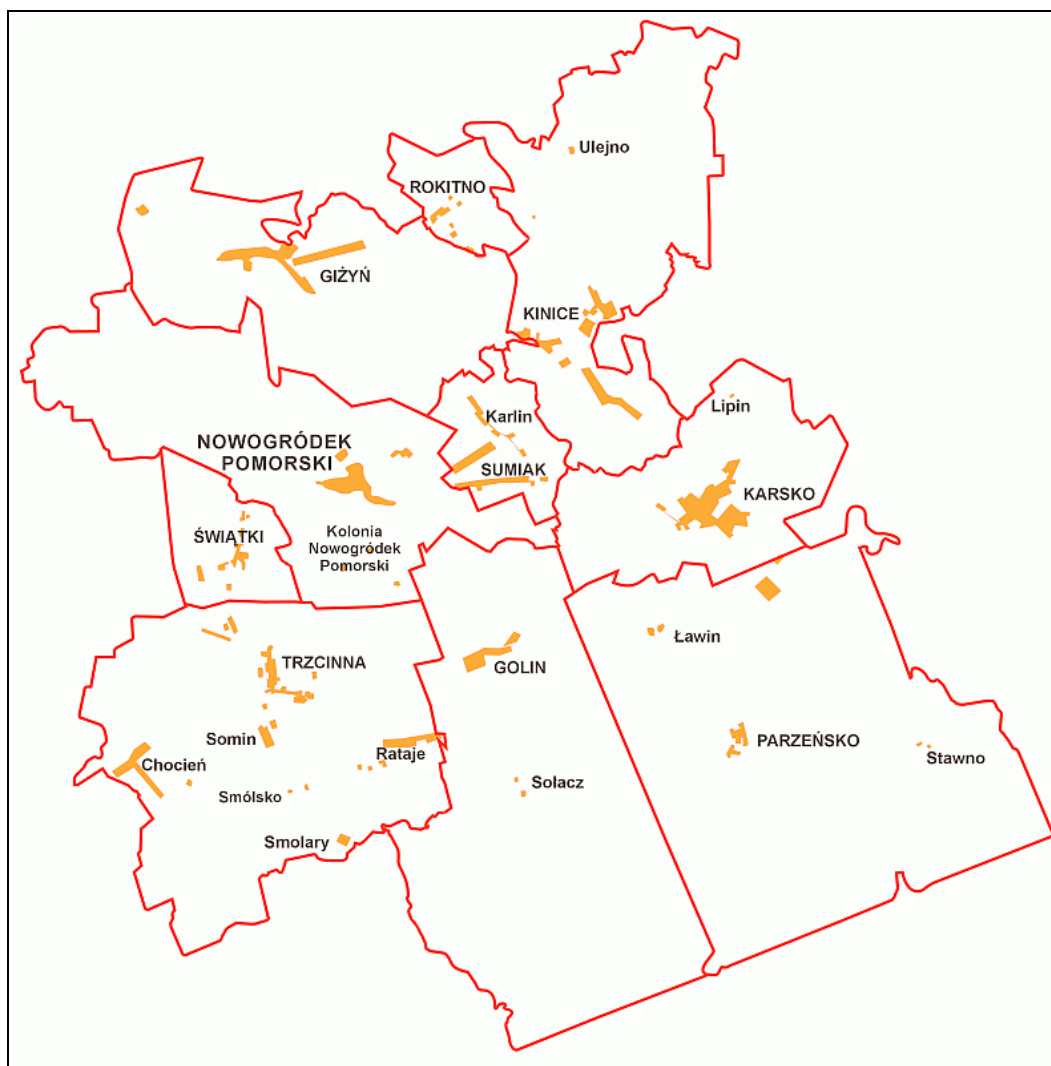 Ulejno
ROKITNO
GIŻYŃ
KINICE
Lipin
Karlin
NOWOGRÓDEK
POMORSKI
SUMIAK
KARSKO
ŚWIĄTKI
Kolonia
Nowogródek
Pomorski
Ławin
TRZCINNA
GOLIN
Somin
PARZEŃSKO
Rataje
Stawno
Chocień
Smólsko
Solacz
Smolary